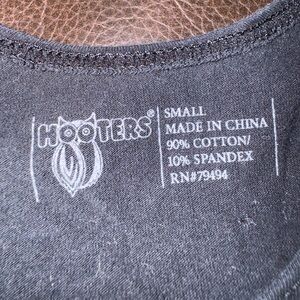 HOOTERS®
SMALL
MADE IN CHINA
90% COTTON/
10% SPANDEX
RN#79494